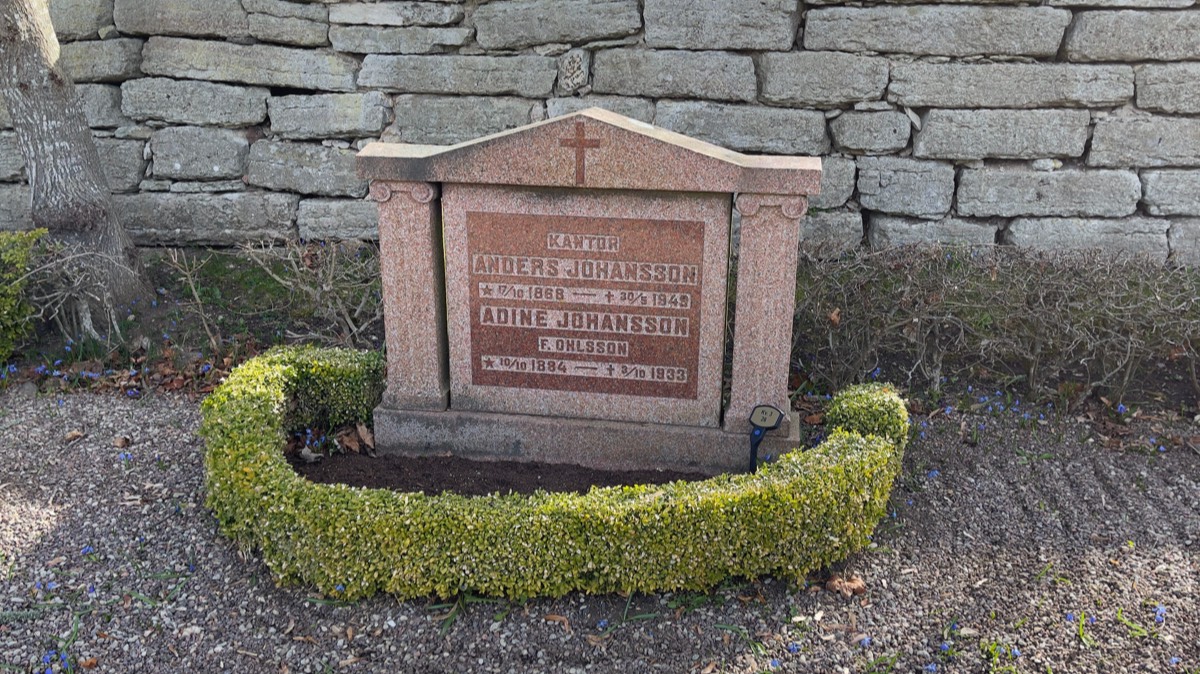 KANTOR
ANDERS JOHANSSON
* 17/10 1868 — † 30/5 1949
ADINE JOHANSSON
F. OHLSSON
* 10/10 1884 — † 3/10 1933